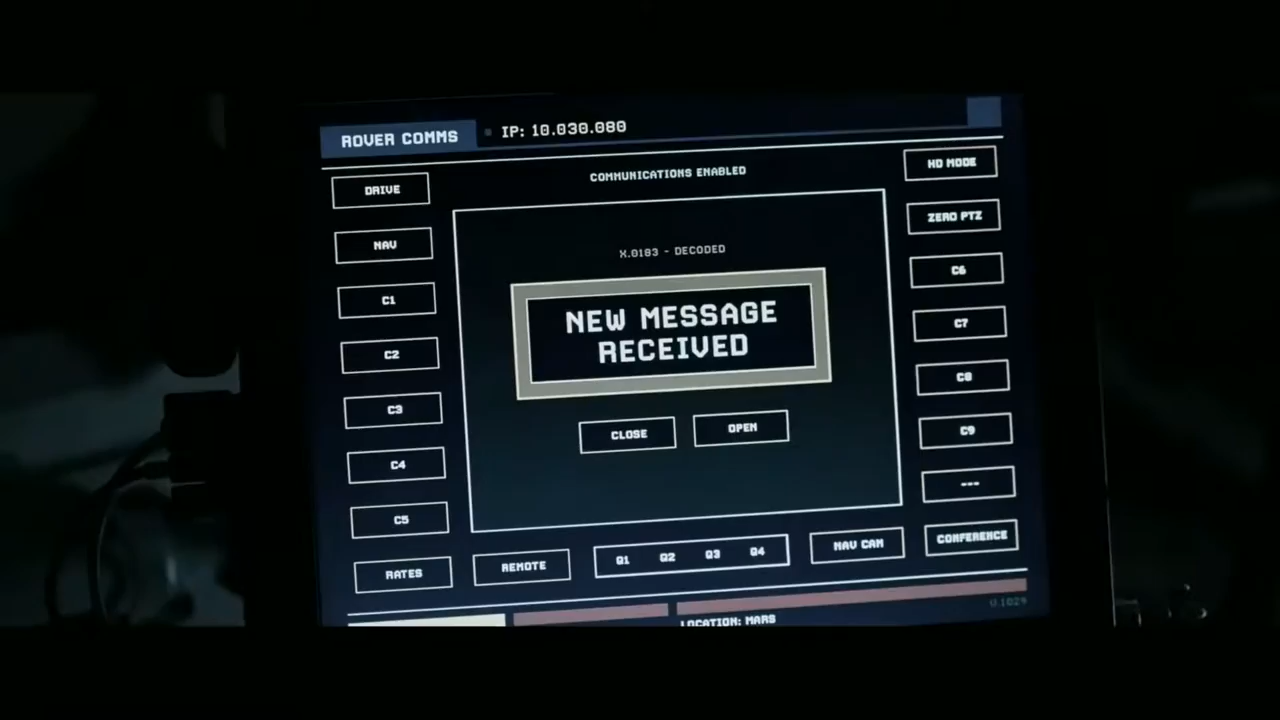 ROVER COMMS
IP: 10.030.080
COMMUNICATIONS ENABLED
HD MODE
DRIVE
ZERO PTZ
NAV
X.0183 - DECODED
C6
C1
NEW MESSAGE
RECEIVED
C7
C2
C8
C3
CLOSE
OPEN
C9
C4
---
C5
NAV CAM
CONFERENCE
RATES
REMOTE
Q1 Q2 Q3 Q4
LOCATION: MARS
V.1029